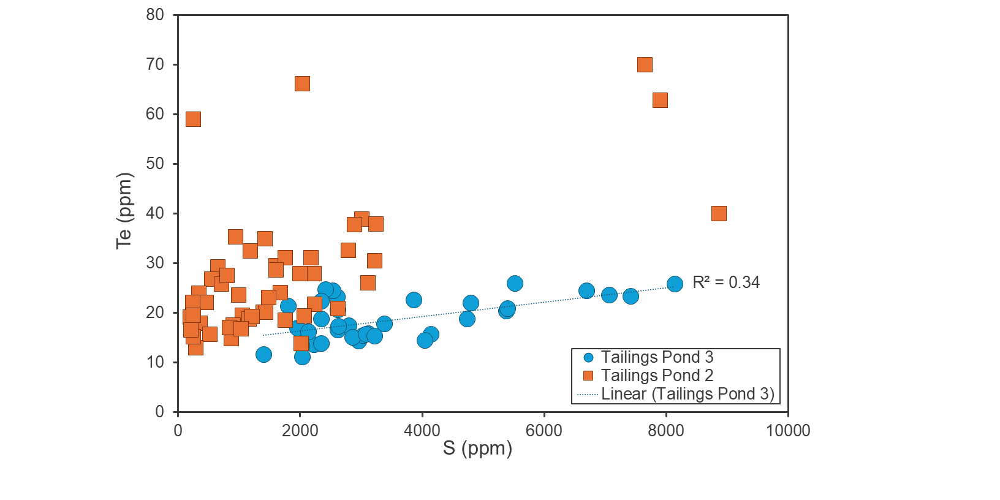 80
70
60
50
40
30
20
10
0
Te (ppm)
R² = 0.34
Tailings Pond 3
Tailings Pond 2
Linear (Tailings Pond 3)
0 2000 4000 6000 8000 10000
S (ppm)